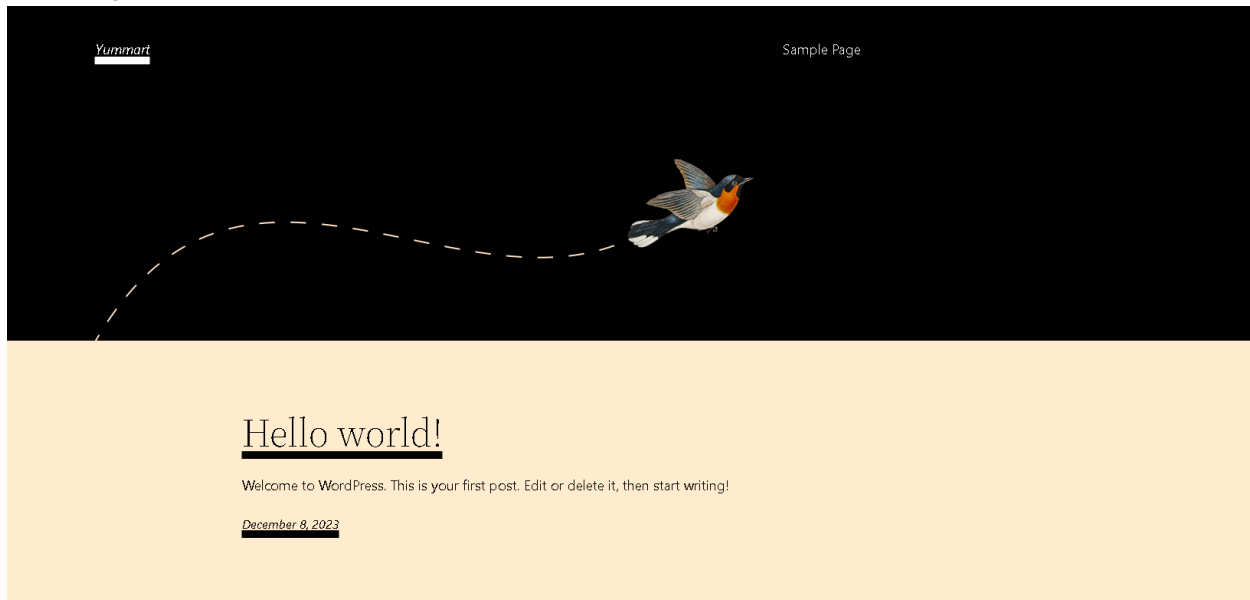 Yummart
Sample Page
Hello world!
Welcome to WordPress. This is your first post. Edit or delete it, then start writing!
December 8, 2023